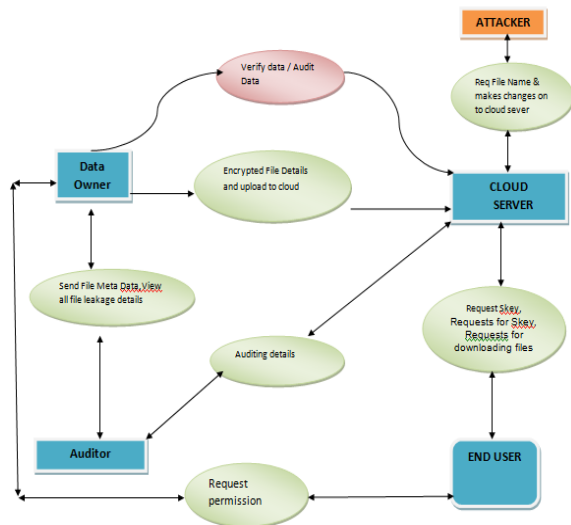 ATTACKER
Verify data / Audit
Data
Req File Name &
makes changes on
to cloud sever
Data
Owner
Encrypted File Details
and upload to cloud
CLOUD
SERVER
Send File Meta Data,View
all file leakage details
Request Skey,
Requests for Skey,
Requests for
downloading files
Auditing details
Auditor
END USER
Request
permission